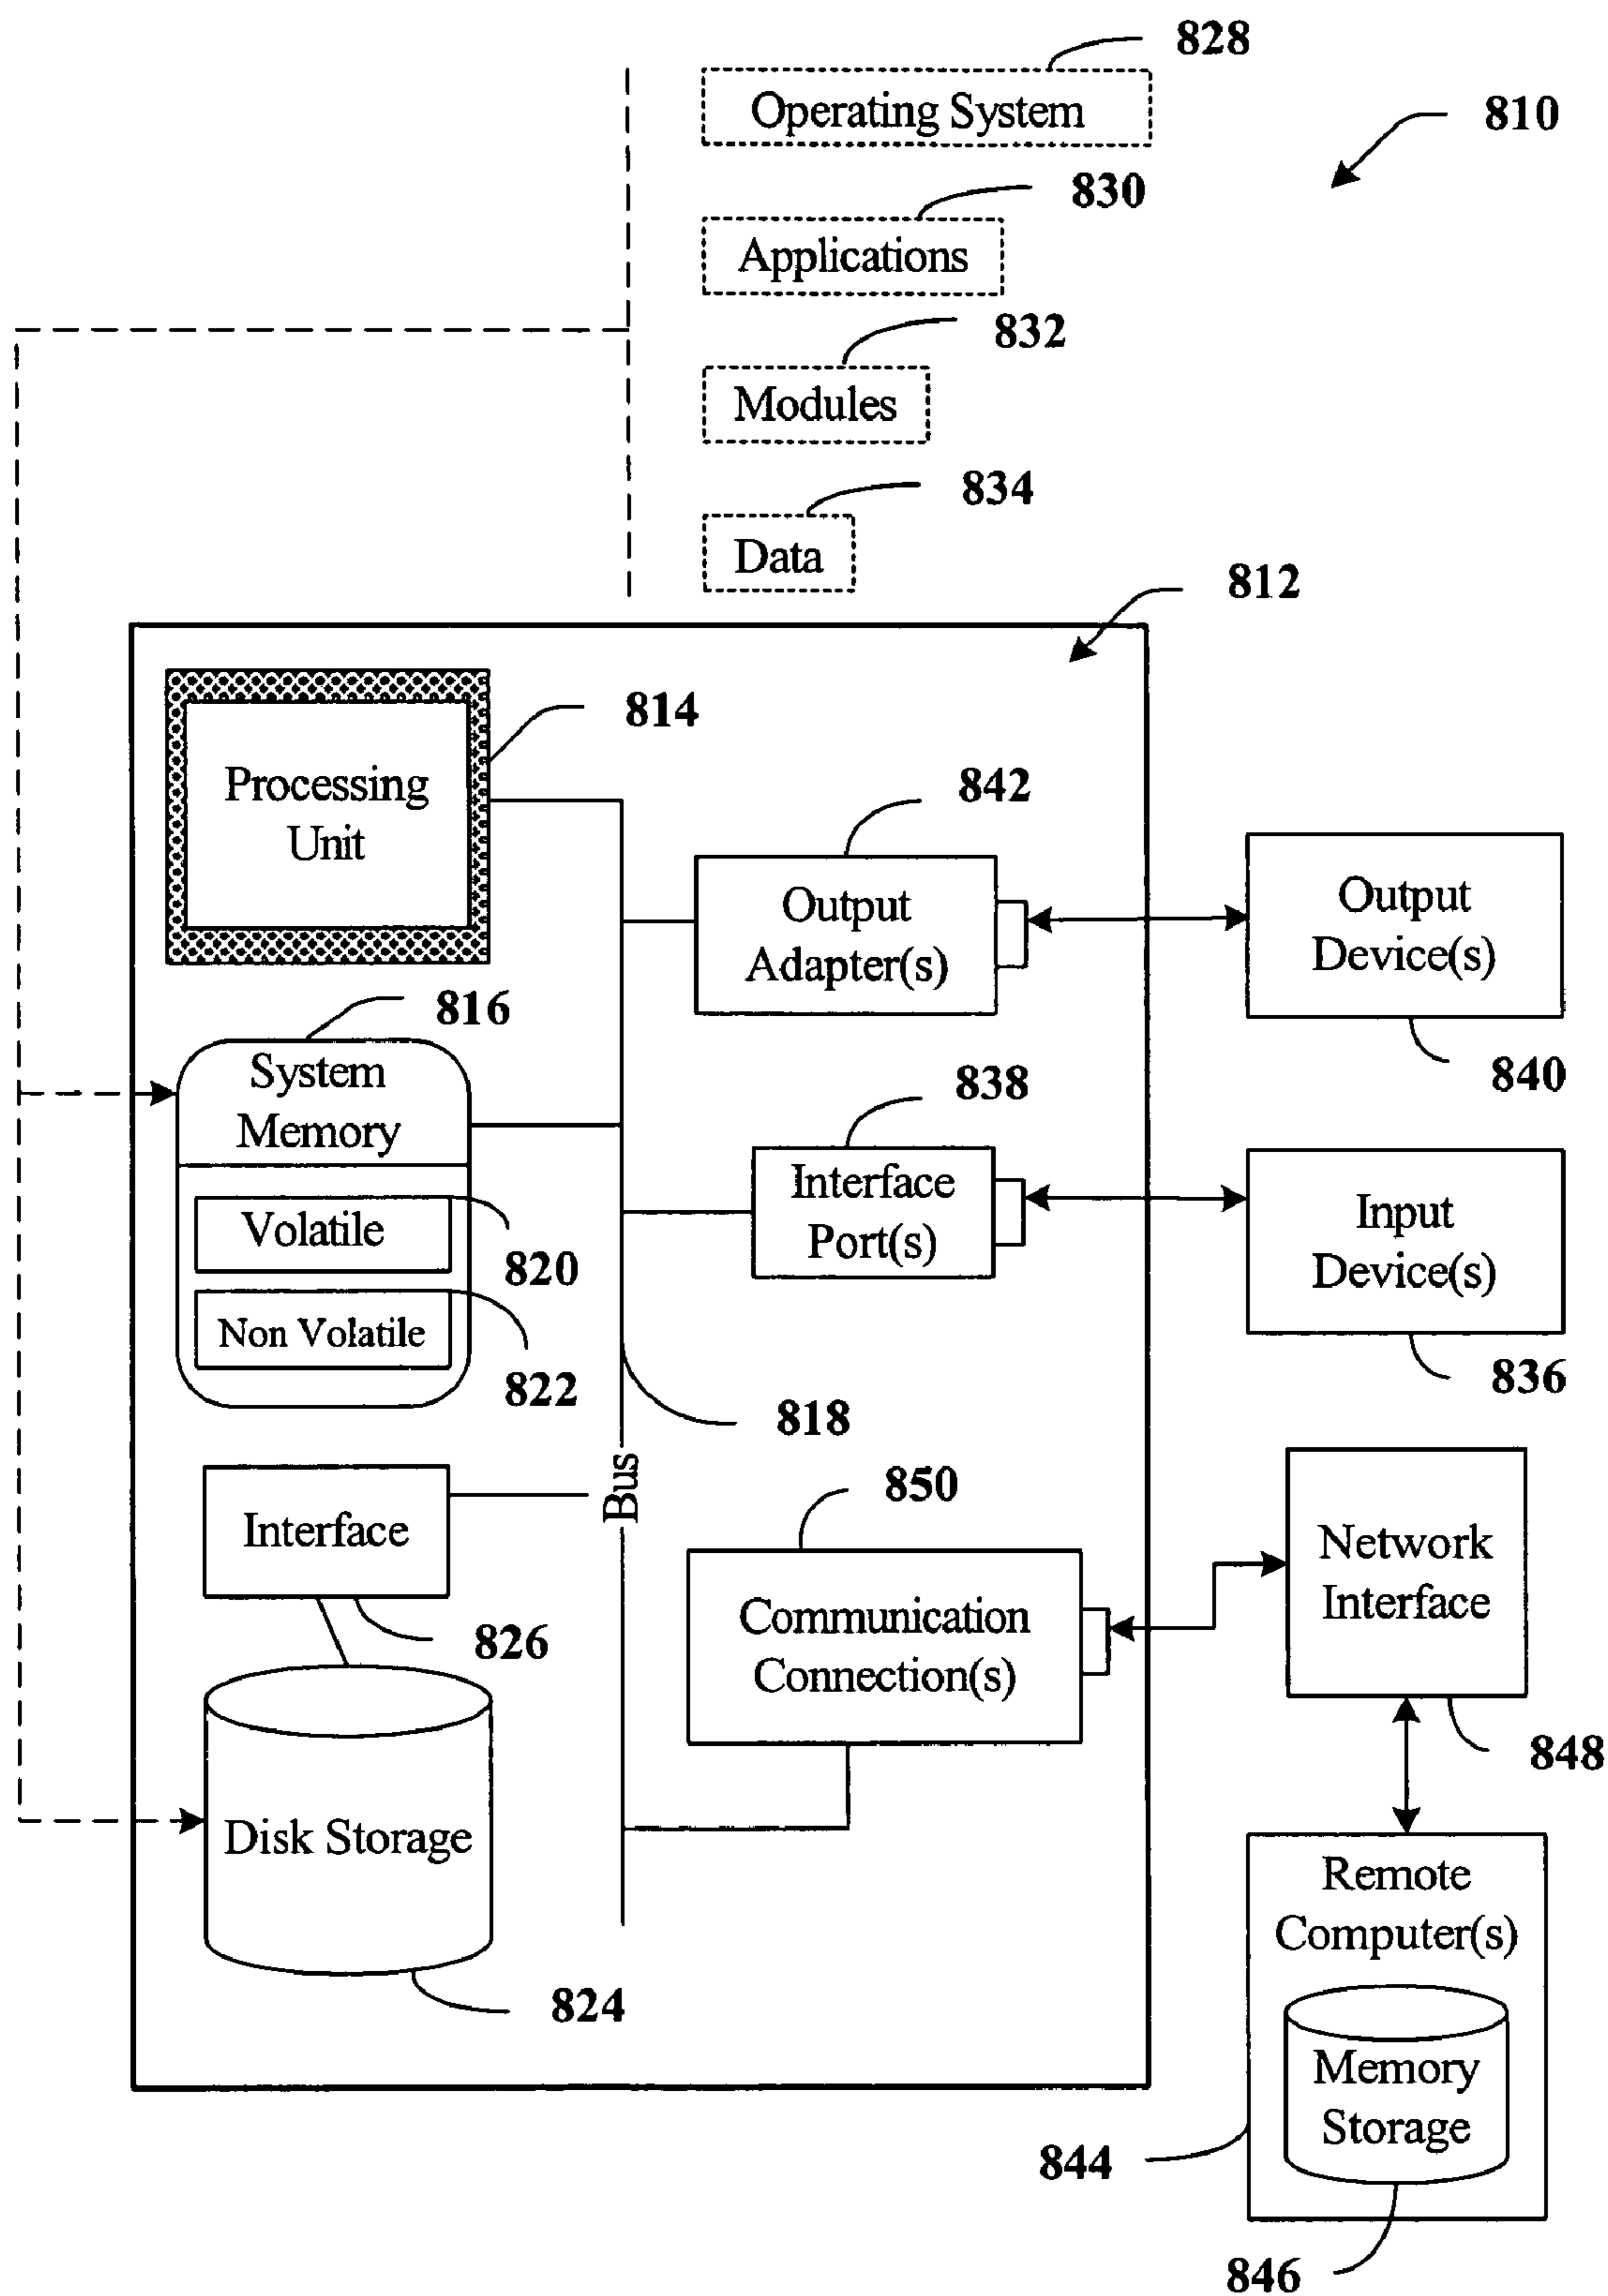 828
Operating System
810
830
Applications
832
Modules
834
Data
812
814
Processing
Unit
842
Output
Adapter(s)
Output
Device(s)
840
816
System
Memory
838
Interface
Port(s)
Input
Device(s)
836
Volatile
820
Non Volatile
822
818
Bus
850
Interface
826
Communication
Connection(s)
Network
Interface
848
Disk Storage
824
Remote
Computer(s)
Memory
Storage
844
846